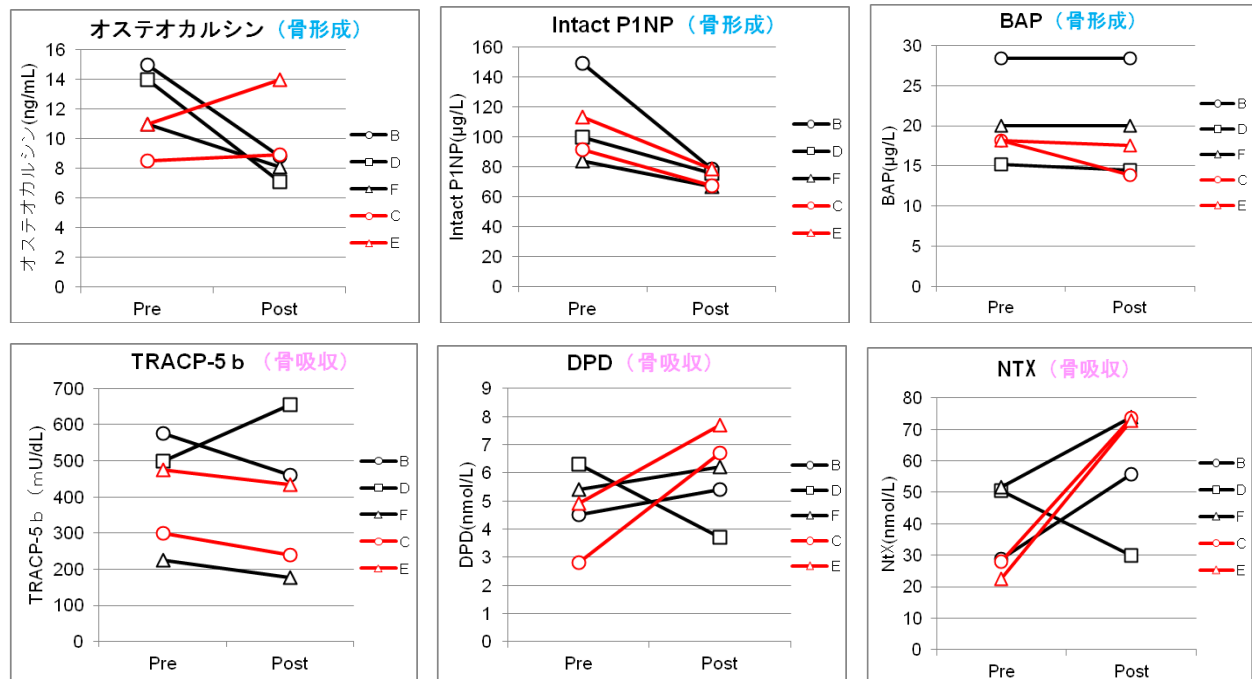 オステオカルシン（骨形成）
オステオカルシン(ng/mL)
16
14
12
10
8
6
4
2
0
Pre
Post
B
D
F
C
E
Intact P1NP（骨形成）
Intact P1NP(μg/L)
160
140
120
100
80
60
40
20
0
Pre
Post
B
D
F
C
E
BAP（骨形成）
BAP(μg/L)
30
25
20
15
10
5
0
Pre
Post
B
D
F
C
E
TRACP-5ｂ（骨吸収）
TRACP-5ｂ（mU/dL）
700
600
500
400
300
200
100
0
Pre
Post
B
D
F
C
E
DPD（骨吸収）
DPD(nmol/L)
9
8
7
6
5
4
3
2
1
0
Pre
Post
B
D
F
C
E
NTX（骨吸収）
NtX(nmol/L)
80
70
60
50
40
30
20
10
0
Pre
Post
B
D
F
C
E